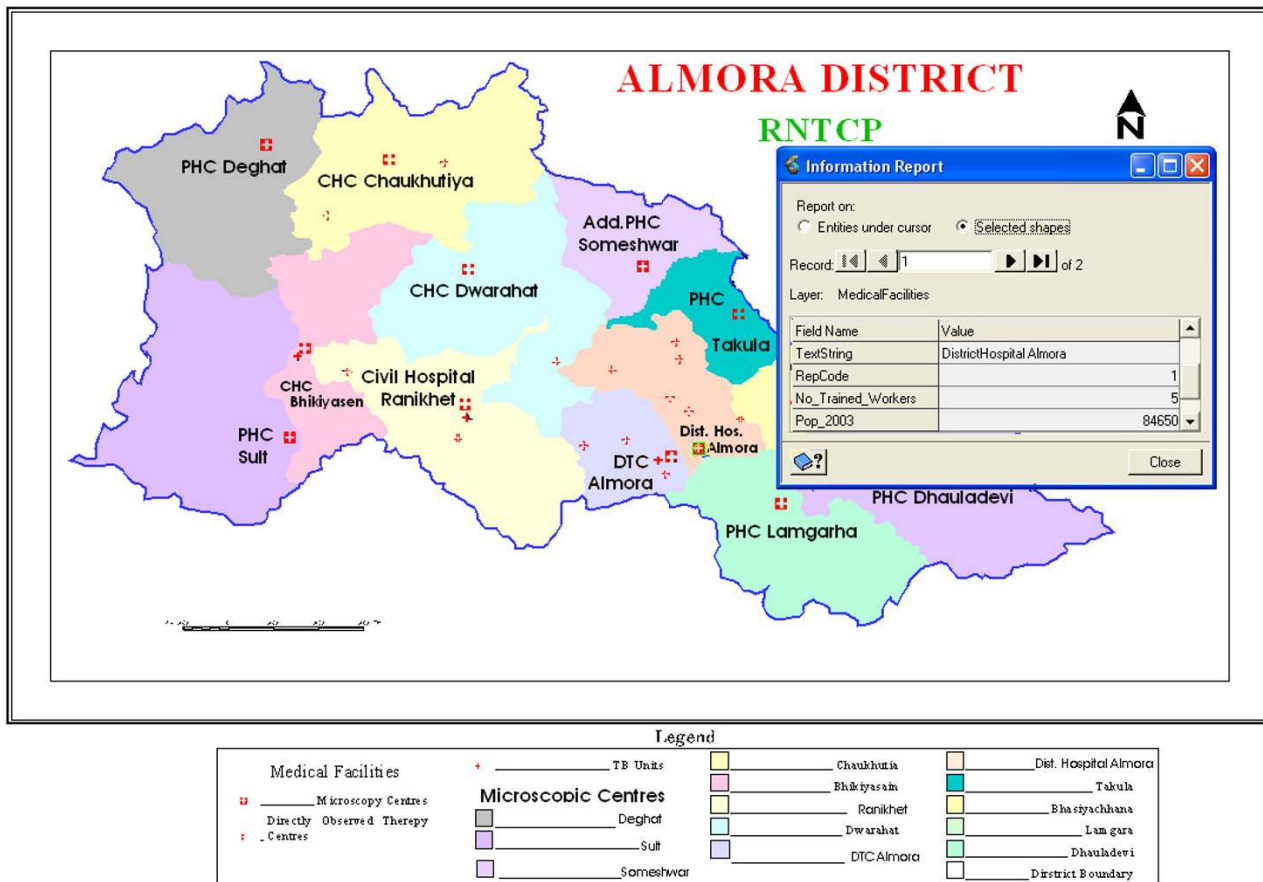 ALMORA DISTRICT
RNTCP
N
PHC Deghat
CHC Chaukhutiya
Add.PHC
Someshwar
CHC Dwarahat
PHC
Takula
CHC
Bhikiyasen
Civil Hospital
Ranikhet
PHC
Sult
Dist. Hos.
Almora
DTC
Almora
PHC Dhauladevi
PHC Lamgarha
Information Report
Report on:
Entities under cursor
Selected shapes
Record:
1
of 2
Layer: MedicalFacilities
Field Name Value
TextString DistrictHospital Almora
RepCode 1
No_Trained_Workers 5
Pop_2003 84650
?
Close
Legend
Medical Facilities
Microscopy Centres
Directly Observed Therepy
Centres
TB Units
Microscopic Centres
Deghat
Sult
Someshwar
Chaukhutia
Bhikiyasain
Ranikhet
Dwarahat
DTC Almora
Dist. Hospital Almora
Takula
Bhasiyachhana
Lamgara
Dhauladevi
Dirstrict Boundary